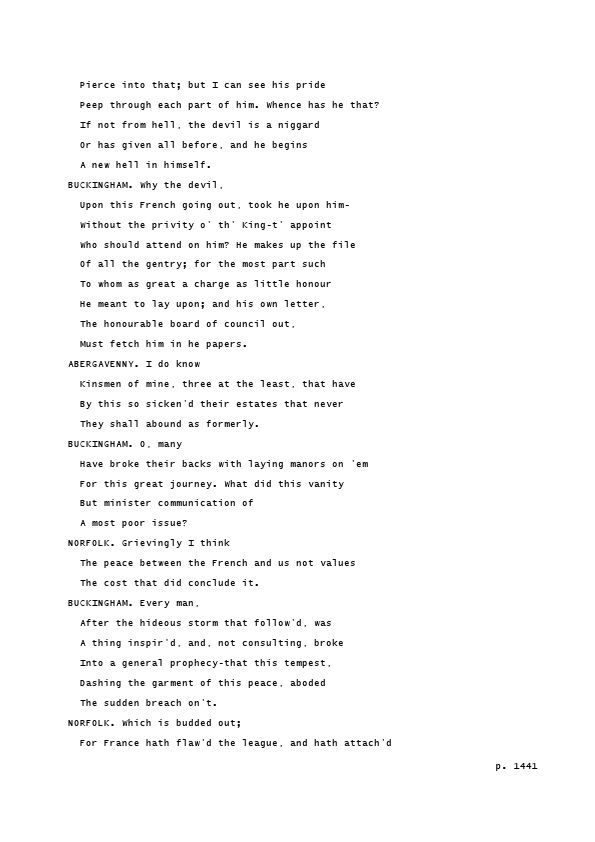 Pierce into that; but I can see his pride
Peep through each part of him. Whence has he that?
If not from hell, the devil is a niggard
Or has given all before, and he begins
A new hell in himself.
BUCKINGHAM. Why the devil,
Upon this French going out, took he upon him-
Without the privity o' th' King-t' appoint
Who should attend on him? He makes up the file
Of all the gentry; for the most part such
To whom as great a charge as little honour
He meant to lay upon; and his own letter,
The honourable board of council out,
Must fetch him in he papers.
ABERGAVENNY. I do know
Kinsmen of mine, three at the least, that have
By this so sicken'd their estates that never
They shall abound as formerly.
BUCKINGHAM. O, many
Have broke their backs with laying manors on 'em
For this great journey. What did this vanity
But minister communication of
A most poor issue?
NORFOLK. Grievingly I think
The peace between the French and us not values
The cost that did conclude it.
BUCKINGHAM. Every man,
After the hideous storm that follow'd, was
A thing inspir'd, and, not consulting, broke
Into a general prophecy-that this tempest,
Dashing the garment of this peace, aboded
The sudden breach on't.
NORFOLK. Which is budded out;
For France hath flaw'd the league, and hath attach'd
p. 1441